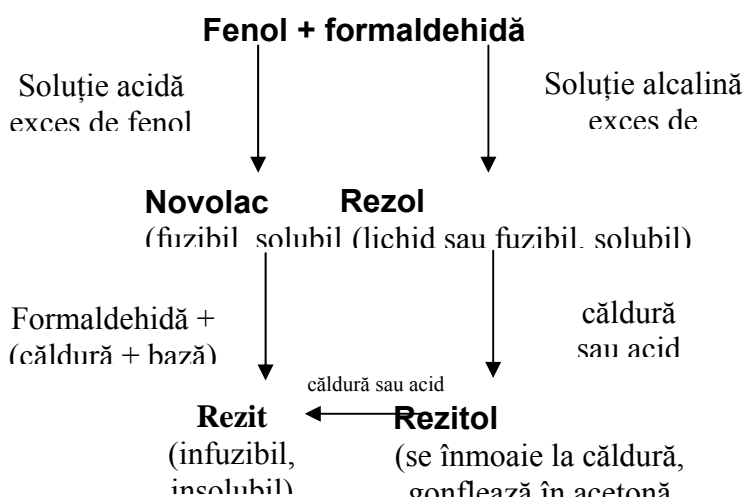 Fenol + formaldehidă
Soluție acidă
exces de fenol
Soluție alcalină
exces de
Novolac
Rezol
(fuzibil, solubil (lichid sau fuzibil, solubil)
Formaldehidă +
(căldură + bază)
căldură
sau acid
căldură sau acid
Rezit
(infuzibil,
insolubil)
Rezitol
(se înmoaie la căldură,
gonflează în acetonă